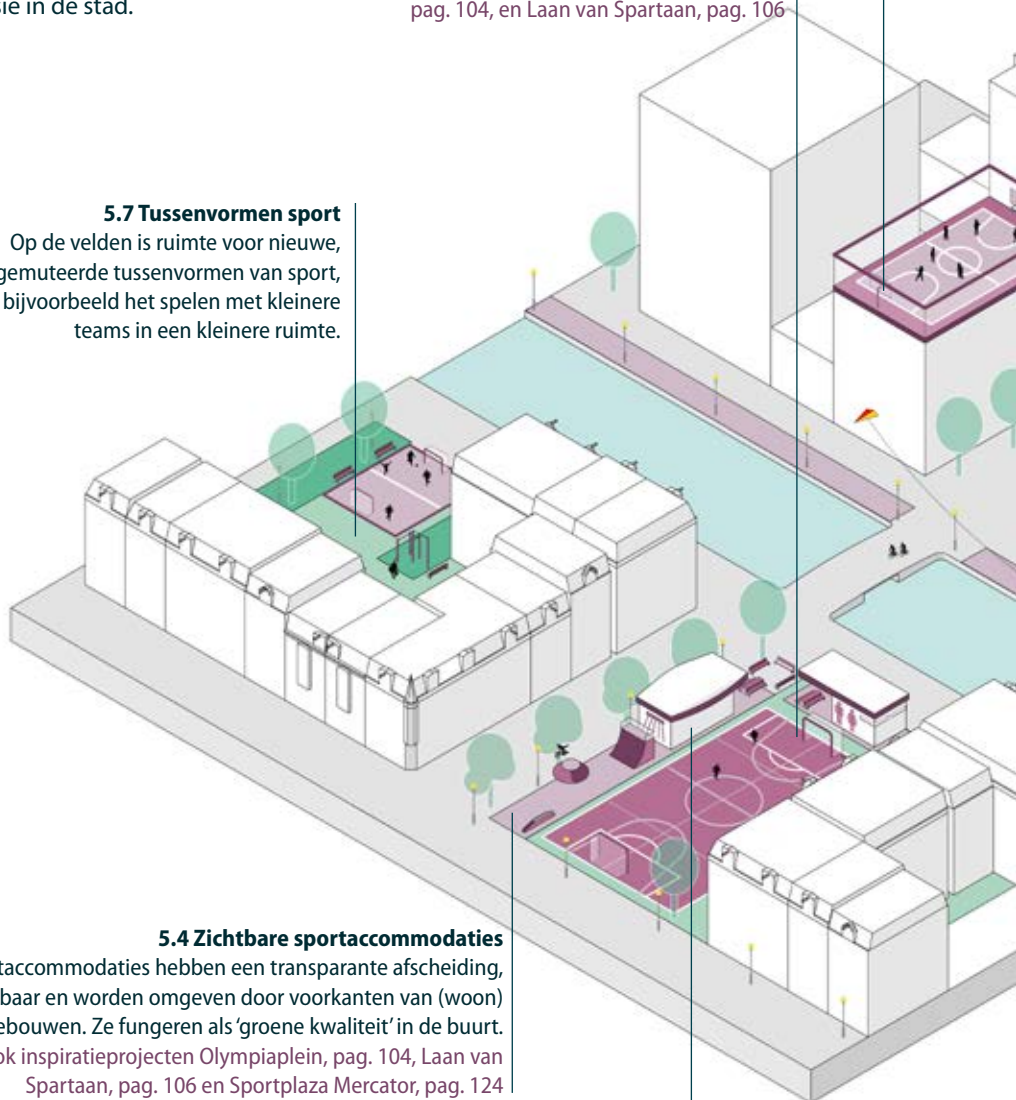 sie in de stad.
pag. 104, en Laan van Spartaan, pag. 106
5.7 Tussenvormen sport
Op de velden is ruimte voor nieuwe,
gemuteerde tussenvormen van sport,
bijvoorbeeld het spelen met kleinere
teams in een kleinere ruimte.
5.4 Zichtbare sportaccommodaties
taccommodaties hebben een transparante afscheiding,
baar en worden omgeven door voorkanten van (woon)
ebouwen. Ze fungeren als ‘groene kwaliteit’ in de buurt.
ok inspiratieprojecten Olympiaplein, pag. 104, Laan van
Spartaan, pag. 106 en Sportplaza Mercator, pag. 124